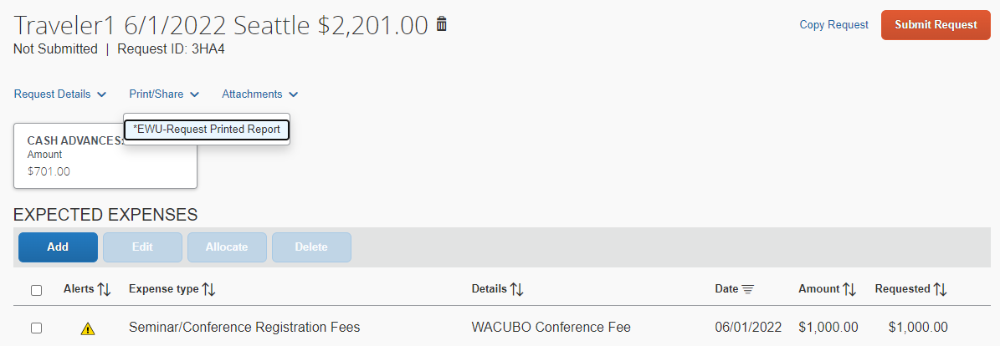 Traveler1 6/1/2022 Seattle $2,201.00
Copy Request
Submit Request
Not Submitted | Request ID: 3HA4
Request Details
Print/Share
Attachments
*EWU-Request Printed Report
CASH ADVANCES:
Amount
$701.00
EXPECTED EXPENSES
Add
Edit
Allocate
Delete
Alerts Expense type Details Date Amount Requested
Seminar/Conference Registration Fees WACUBO Conference Fee 06/01/2022 $1,000.00 $1,000.00